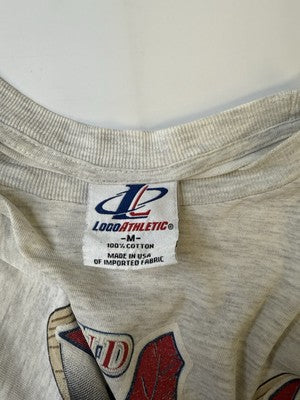 LOGOATHLETIC®
-M-
100% COTTON
MADE IN USA
OF IMPORTED FABRIC